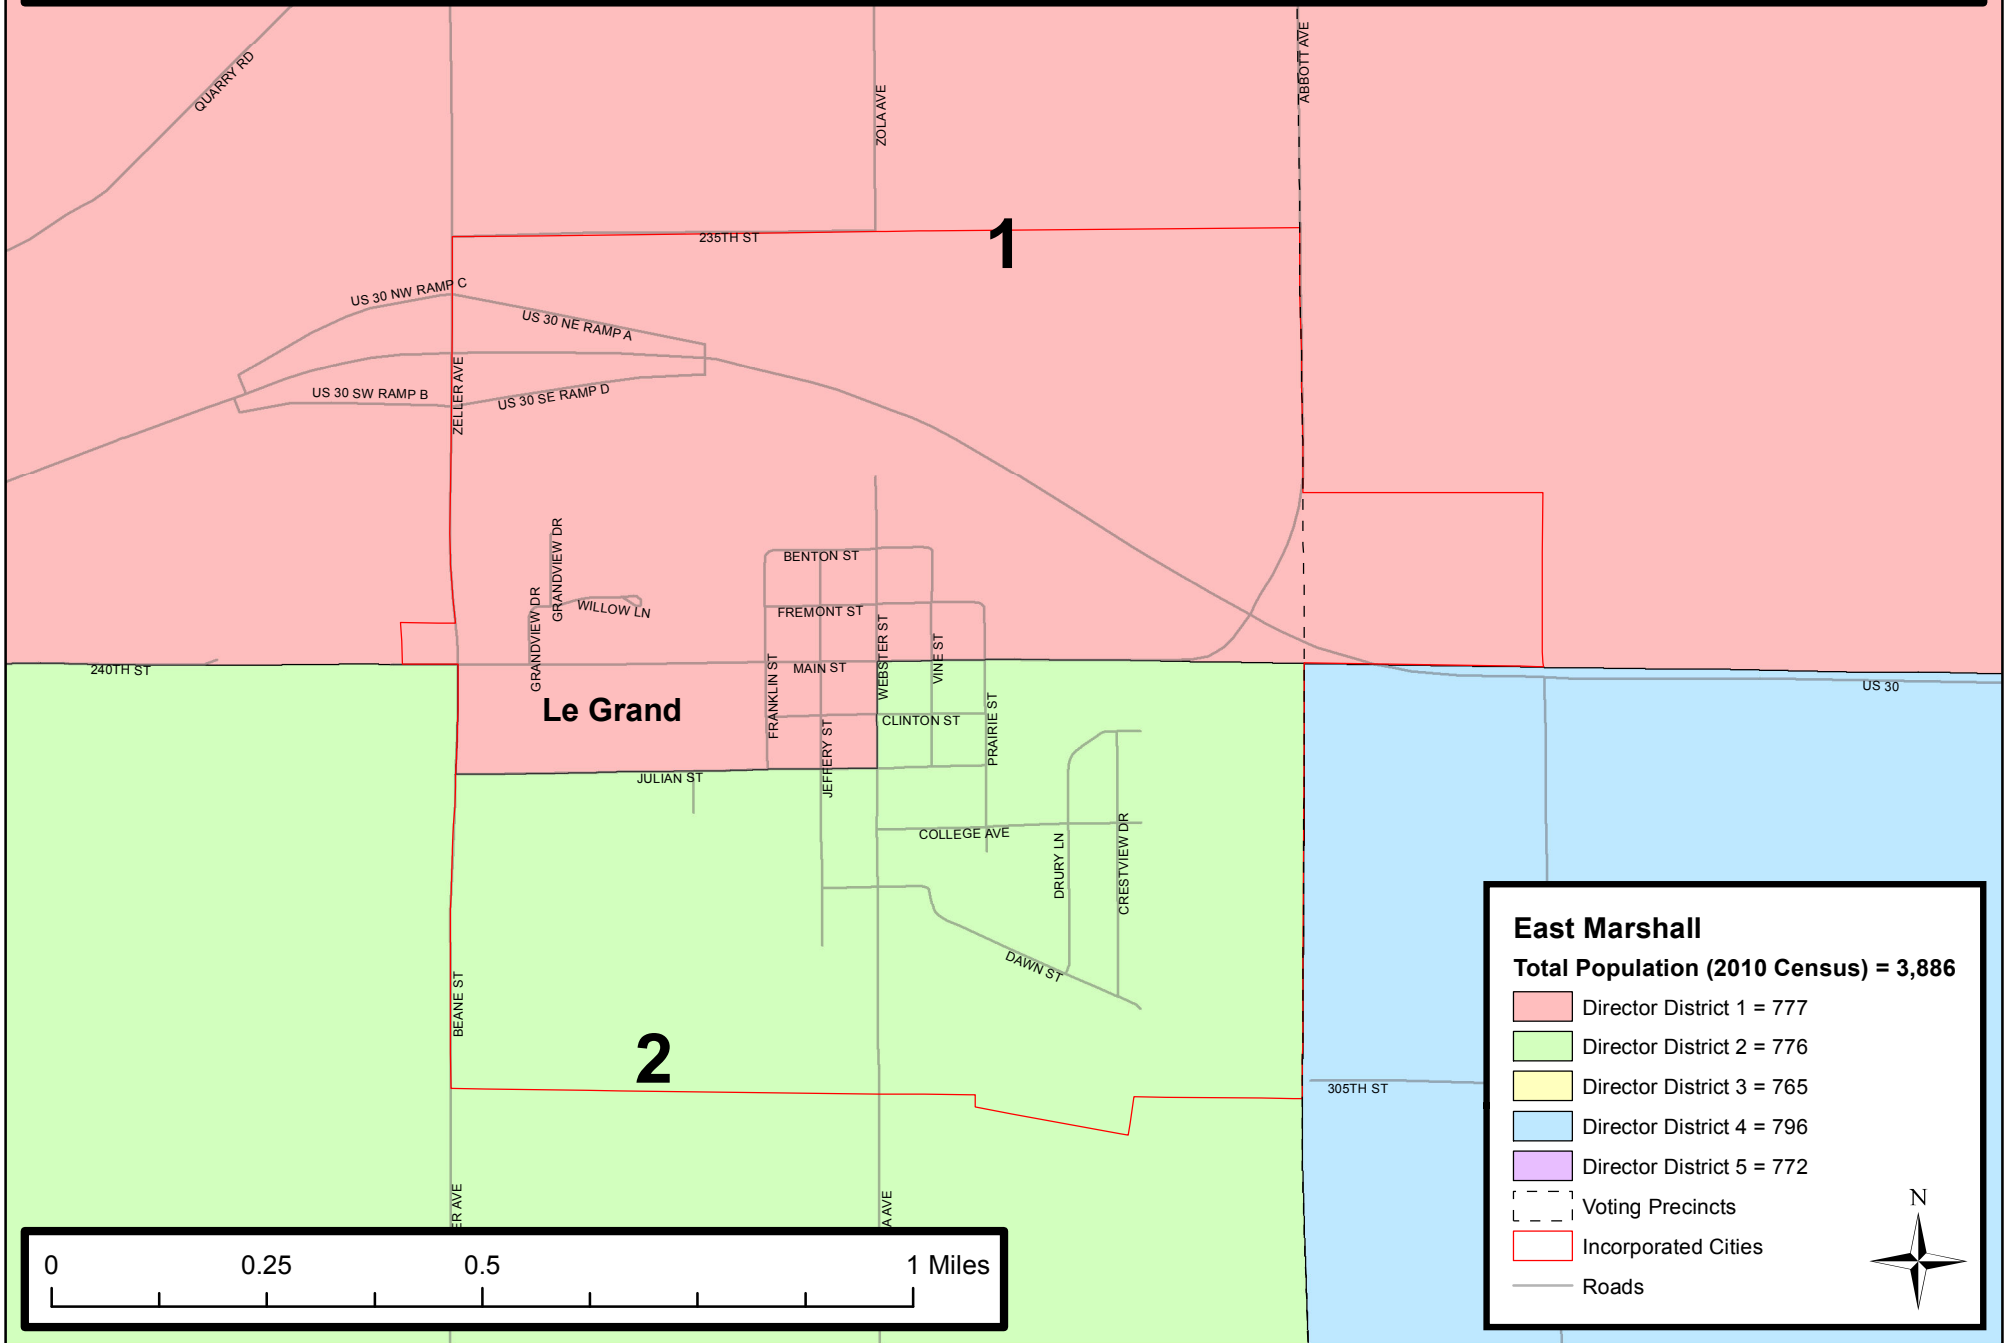 QUARRY RD
ZOLA AVE
ABBOTT AVE
1
235TH ST
US 30 NW RAMP C
US 30 NE RAMP A
ZELLER AVE
US 30 SW RAMP B
US 30 SE RAMP D
GRANDVIEW DR
BENTON ST
GRANDVIEW DR
WILLOW LN
FREMONT ST
WEBSTER ST
VINE ST
240TH ST
MAIN ST
FRANKLIN ST
US 30
Le Grand
CLINTON ST
PRAIRIE ST
JEFFERY ST
JULIAN ST
COLLEGE AVE
DRURY LN
CRESTVIEW DR
DAWN ST
BEANE ST
2
305TH ST
ER AVE
A AVE
East Marshall
Total Population (2010 Census) = 3,886
Director District 1 = 777
Director District 2 = 776
Director District 3 = 765
Director District 4 = 796
Director District 5 = 772
Voting Precincts
Incorporated Cities
Roads
N
0 0.25 0.5 1 Miles